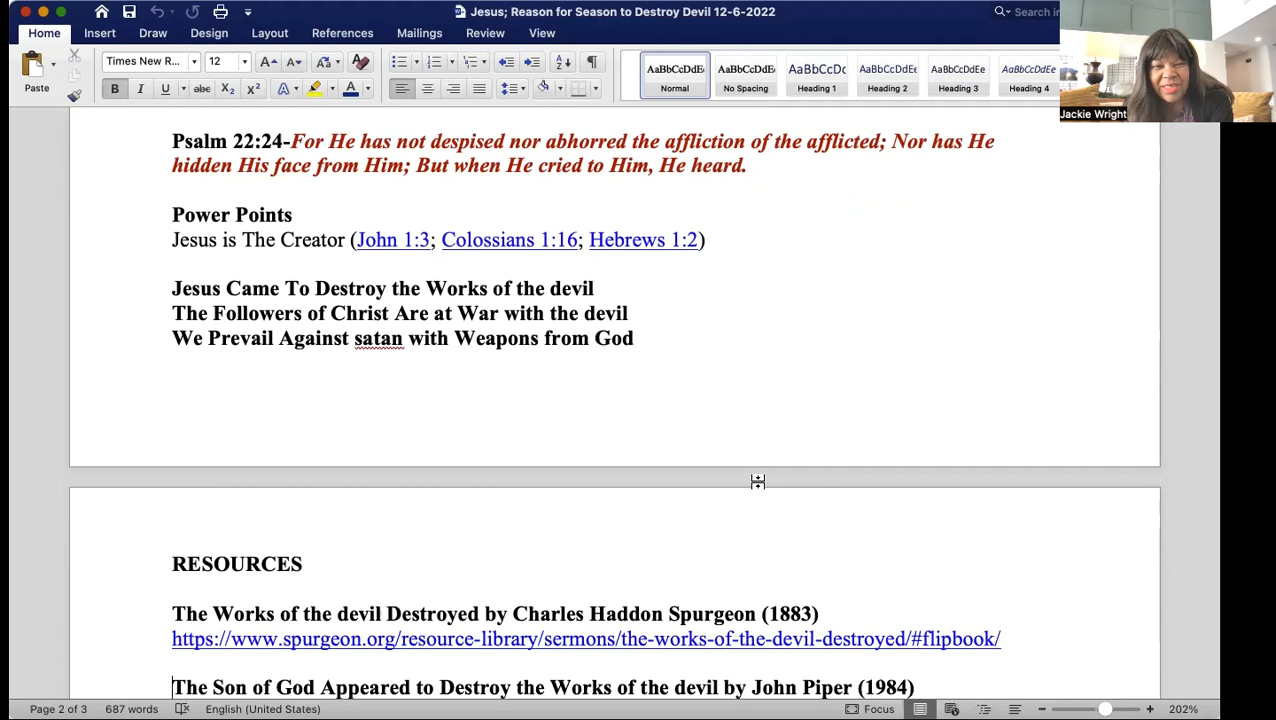 Jesus; Reason for Season to Destroy Devil 12-6-2022
Search in
Home Insert Draw Design Layout References Mailings Review View
Paste
Times New R... 12
AaBbCcDdEe AaBbCcDdEe AaBbCcDc AaBbCcDdEe AaBbCcDdEe AaBbCcDdEe
Normal No Spacing Heading 1 Heading 2 Heading 3 Heading 4
Jackie Wright
Psalm 22:24-For He has not despised nor abhorred the affliction of the afflicted; Nor has He
hidden His face from Him; But when He cried to Him, He heard.
Power Points
Jesus is The Creator (John 1:3; Colossians 1:16; Hebrews 1:2)
Jesus Came To Destroy the Works of the devil
The Followers of Christ Are at War with the devil
We Prevail Against satan with Weapons from God
RESOURCES
The Works of the devil Destroyed by Charles Haddon Spurgeon (1883)
https://www.spurgeon.org/resource-library/sermons/the-works-of-the-devil-destroyed/#flipbook/
The Son of God Appeared to Destroy the Works of the devil by John Piper (1984)
Page 2 of 3 687 words English (United States) Focus 202%